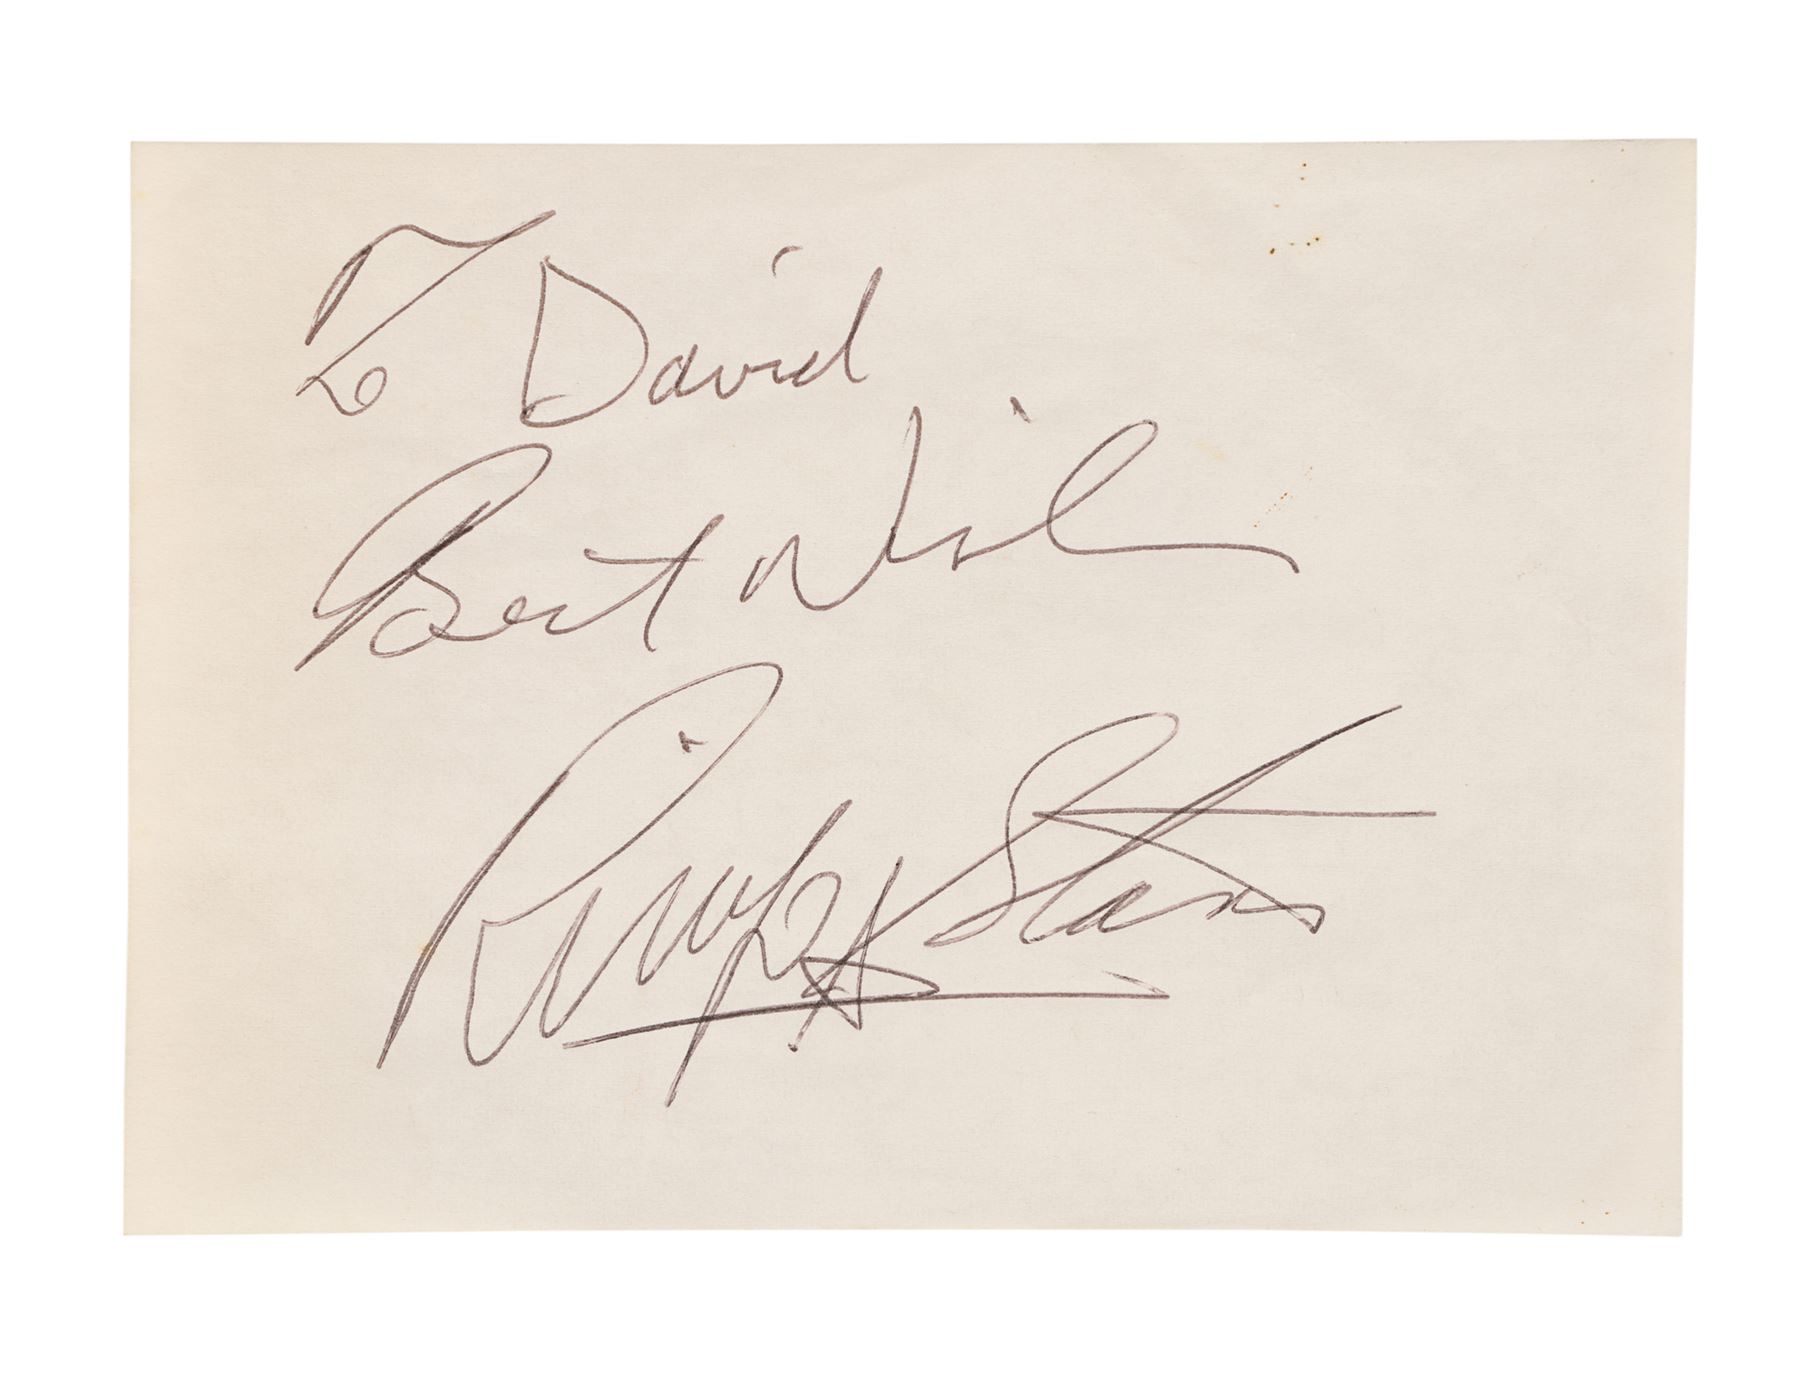 To David
Best Wishes
Ringo Starr